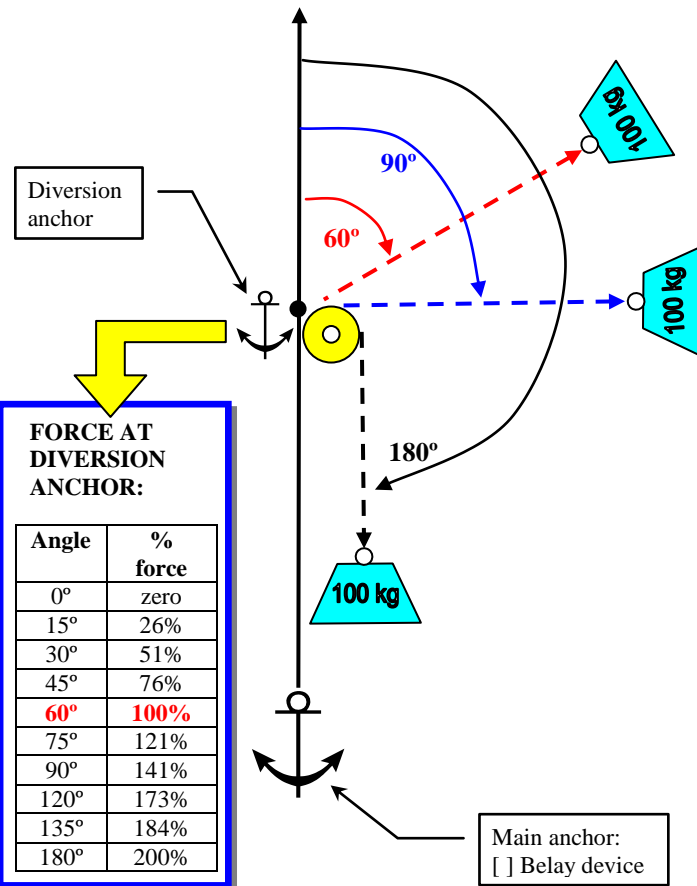 100 kg
90º
Diversion
anchor
60º
100 kg
FORCE AT
DIVERSION
ANCHOR:
180º
Angle %
force
0º zero
15º 26%
30º 51%
45º 76%
60º 100%
75º 121%
90º 141%
120º 173%
135º 184%
180º 200%
100 kg
Main anchor:
[ ] Belay device